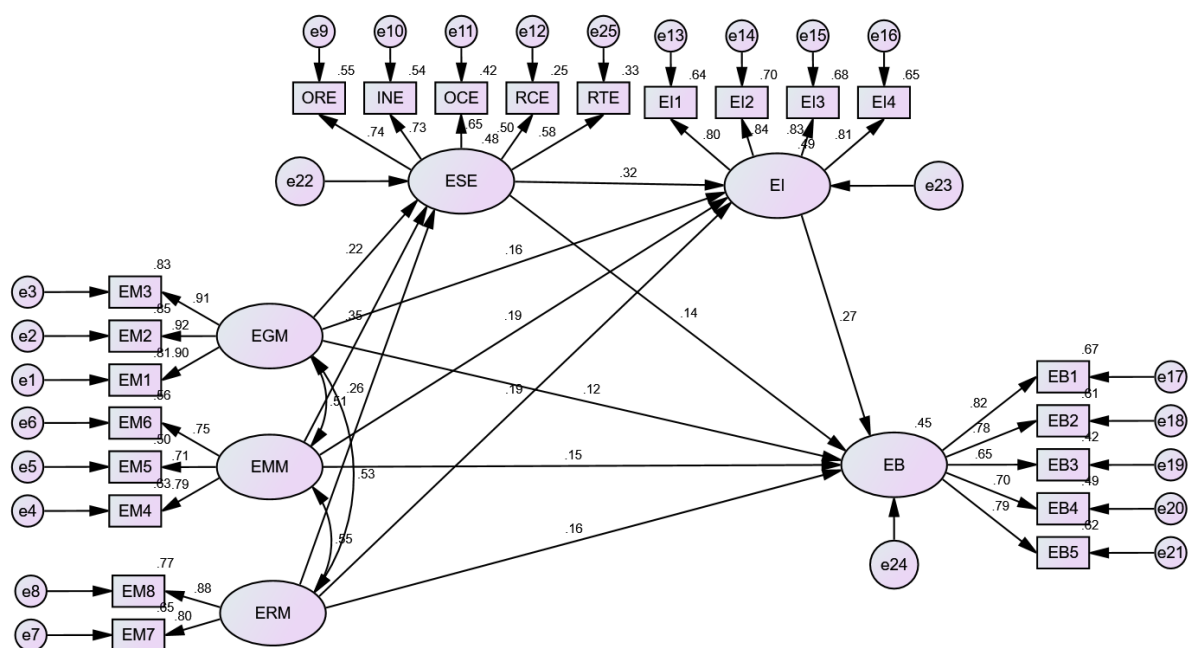 e9 e10 e11 e12 e25 e13 e14 e15 e16
.55 .54 .42 .25 .33 .64 .70 .68 .65
ORE INE OCE RCE RTE EI1 EI2 EI3 EI4
.74 .73 .65 .50 .58 .80 .84 .83 .81
.48 .49
e22 ESE .32 EI e23
.22 .16
.83
e3 EM3 .91
.85
e2 EM2 .92 EGM .35 .19 .14 .27
.81 .90
e1 EM1
.56 .26 .51 .19 .12
.67
EB1 e17
.82 .61
e6 EM6 .75 .45 .78 EB2 e18
.50 .42
e5 EM5 .71 EMM .53 .15 EB .65 EB3 e19
.63 .79 .70 .49
e4 EM4 EB4 e20
.79 .62
.55 .16 EB5 e21
.77 e24
e8 EM8 .88
.65 ERM
e7 EM7 .80